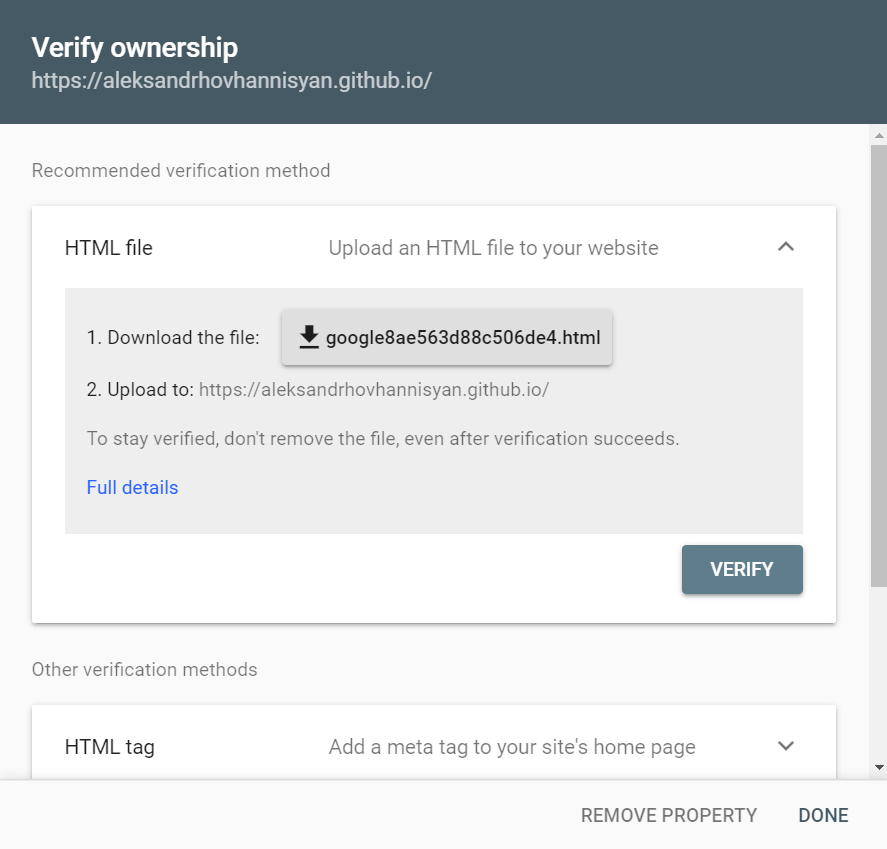 Verify ownership
https://aleksandrhovhannisyan.github.io/
Recommended verification method
HTML file Upload an HTML file to your website
1. Download the file: google8ae563d88c506de4.html
2. Upload to: https://aleksandrhovhannisyan.github.io/
To stay verified, don't remove the file, even after verification succeeds.
Full details
VERIFY
Other verification methods
HTML tag Add a meta tag to your site's home page
REMOVE PROPERTY DONE